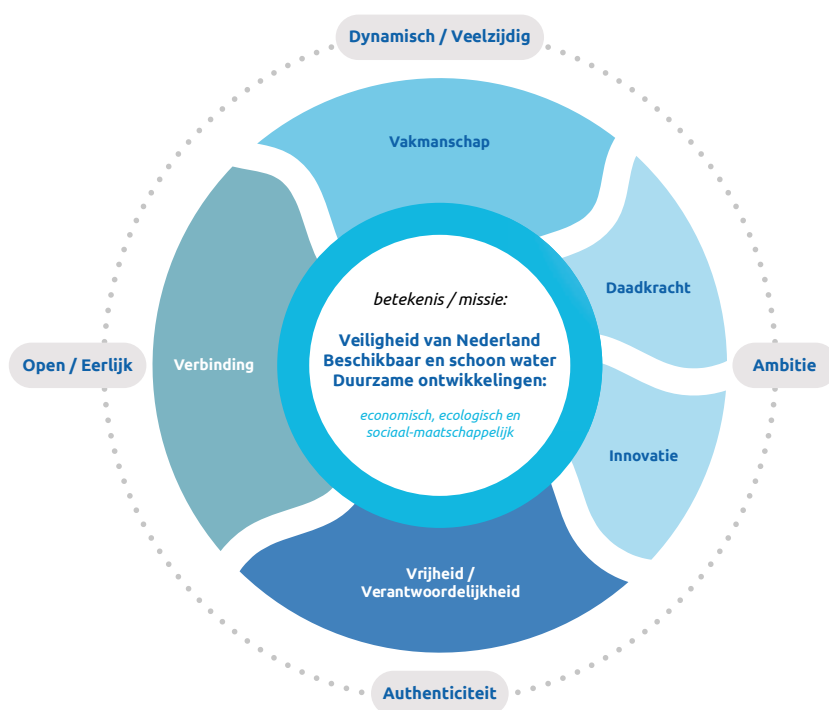 Dynamisch / Veelzijdig
Vakmanschap
Daadkracht
betekenis / missie:
Veiligheid van Nederland
Beschikbaar en schoon water
Duurzame ontwikkelingen:
economisch, ecologisch en
sociaal-maatschappelijk
Open / Eerlijk
Verbinding
Ambitie
Innovatie
Vrijheid /
Verantwoordelijkheid
Authenticiteit